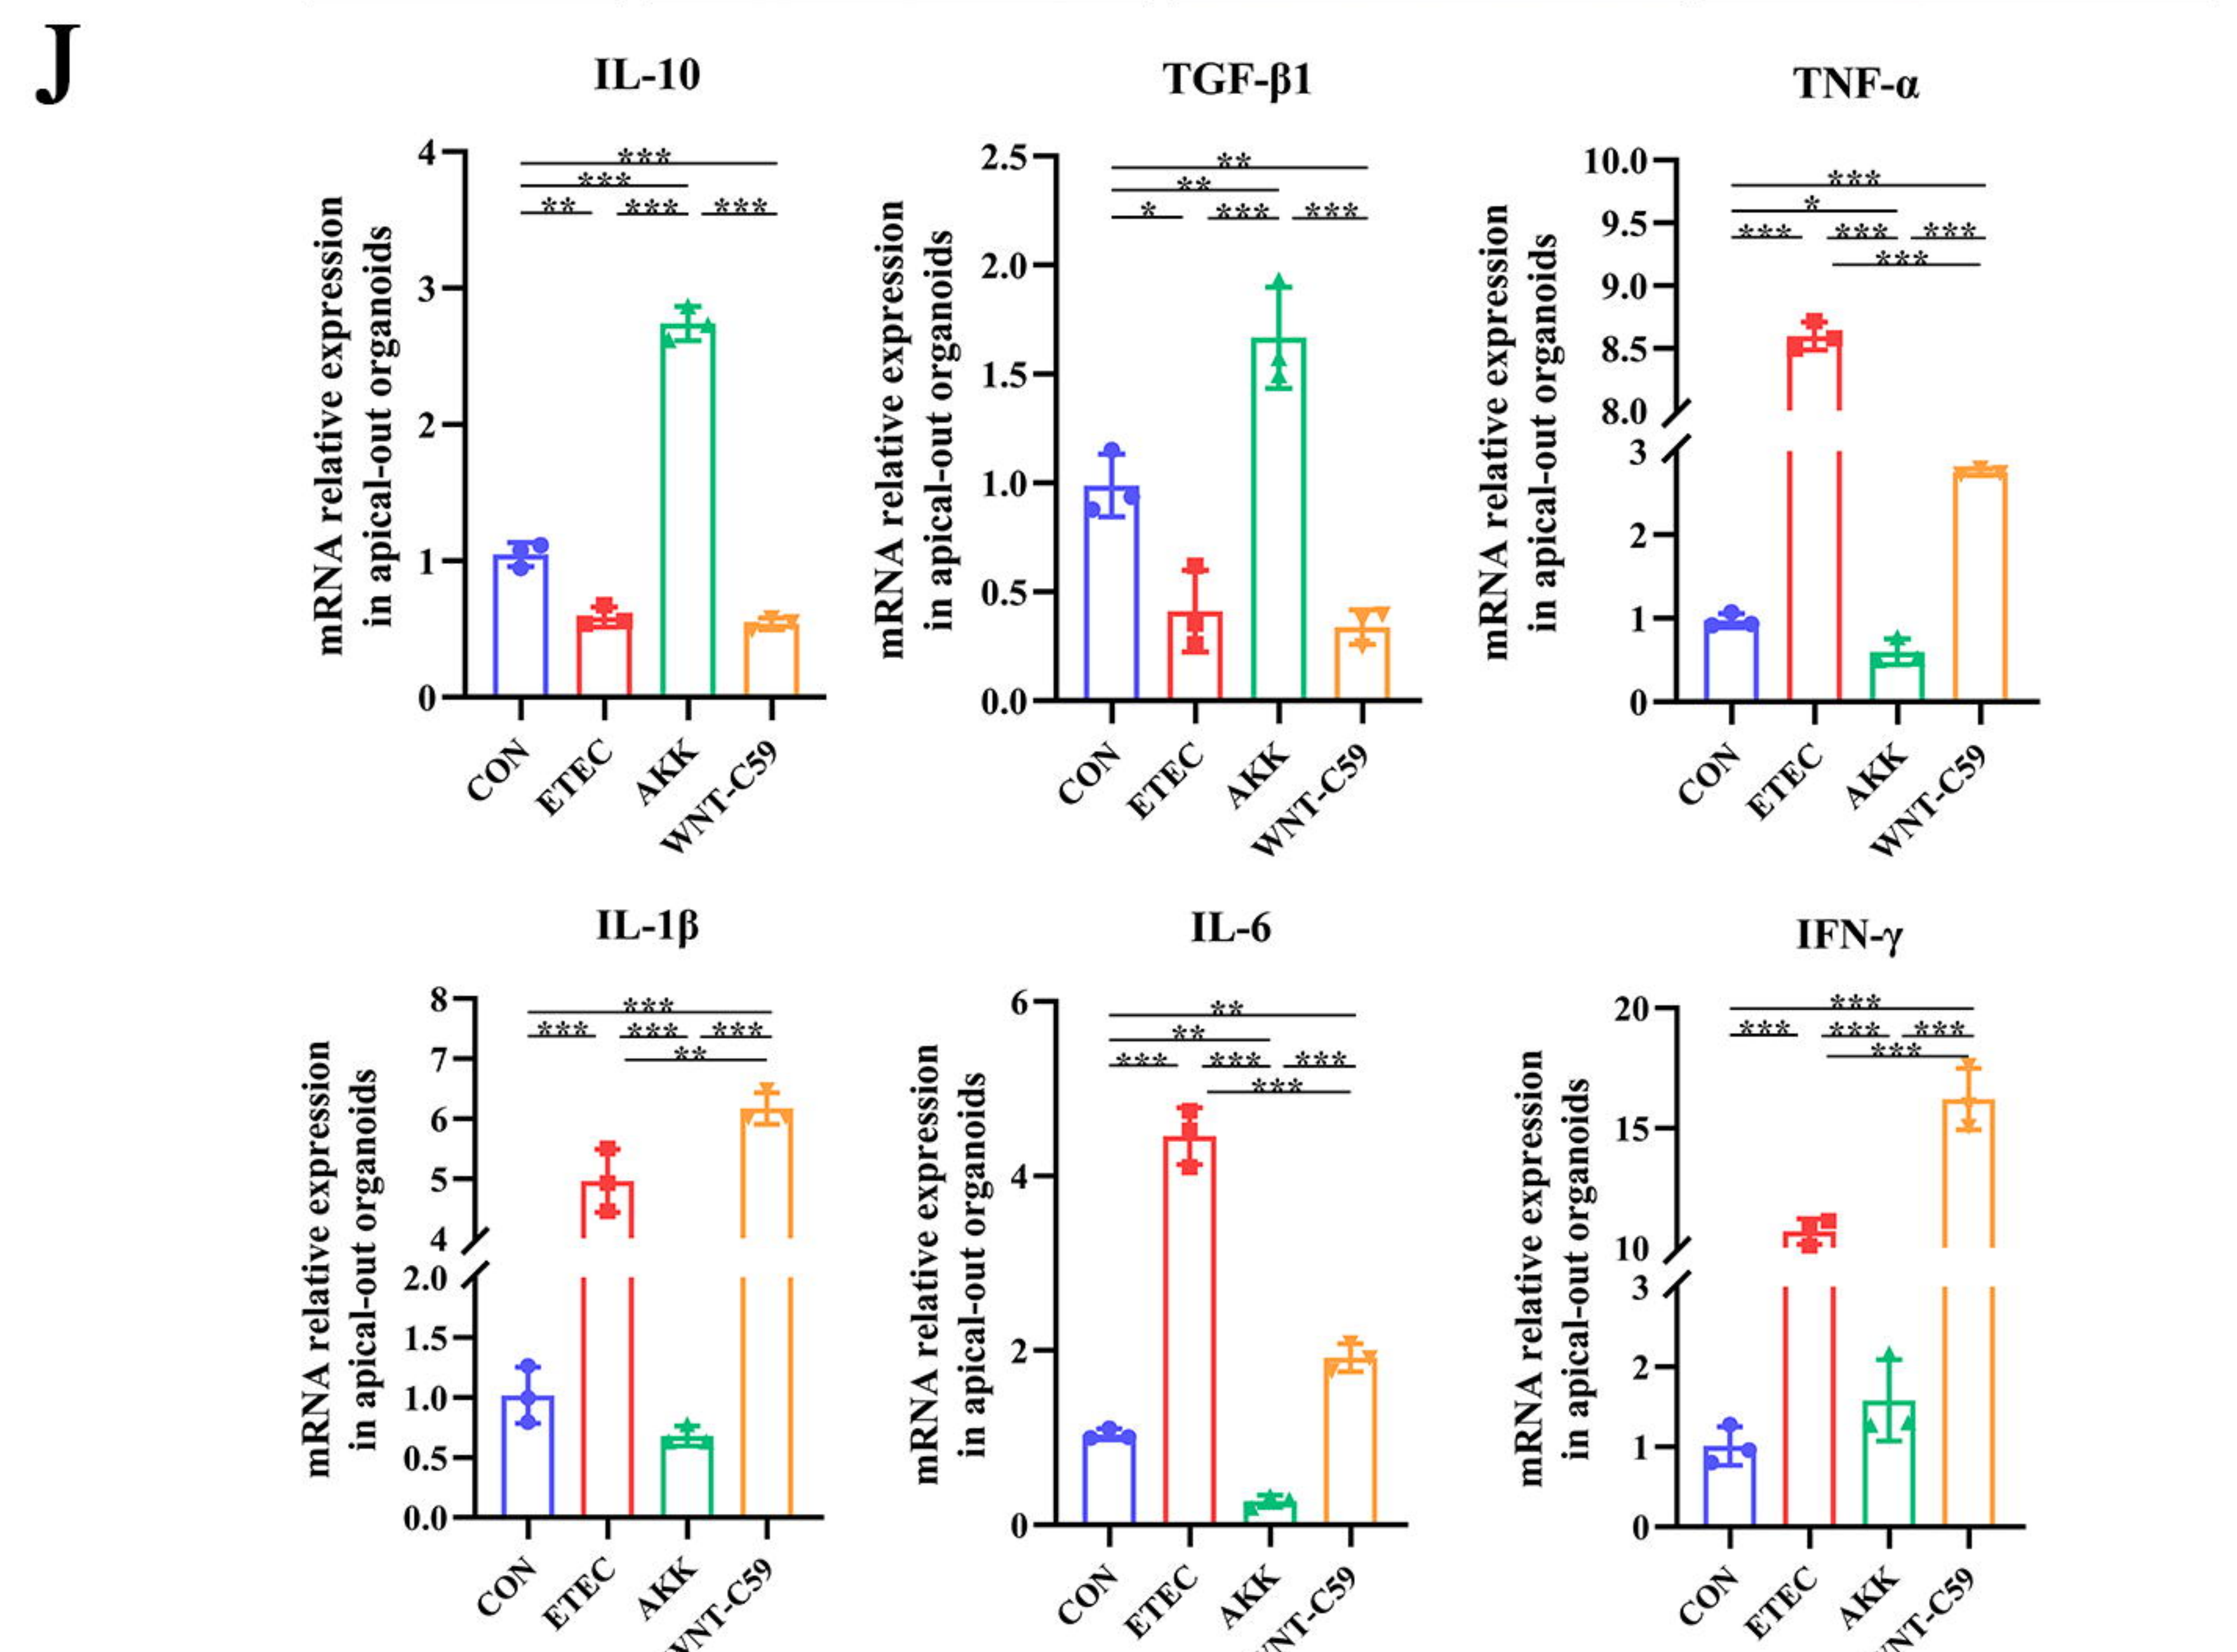 J
IL-10
mRNA relative expression
in apical-out organoids
4
3
2
1
0
***
***
** *** ***
CON ETEC AKK WNT-C59
TGF-β1
mRNA relative expression
in apical-out organoids
2.5
2.0
1.5
1.0
0.5
0.0
**
**
* *** ***
CON ETEC AKK WNT-C59
TNF-α
mRNA relative expression
in apical-out organoids
10.0
9.5
9.0
8.5
8.0
3
2
1
0
***
*
*** *** ***
***
CON ETEC AKK WNT-C59
IL-1β
mRNA relative expression
in apical-out organoids
8
7
6
5
4
2.0
1.5
1.0
0.5
0.0
***
*** *** ***
**
CON ETEC AKK WNT-C59
IL-6
mRNA relative expression
in apical-out organoids
6
4
2
0
**
**
*** *** ***
***
CON ETEC AKK WNT-C59
IFN-γ
mRNA relative expression
in apical-out organoids
20
15
10
3
2
1
0
***
*** *** ***
***
CON ETEC AKK WNT-C59